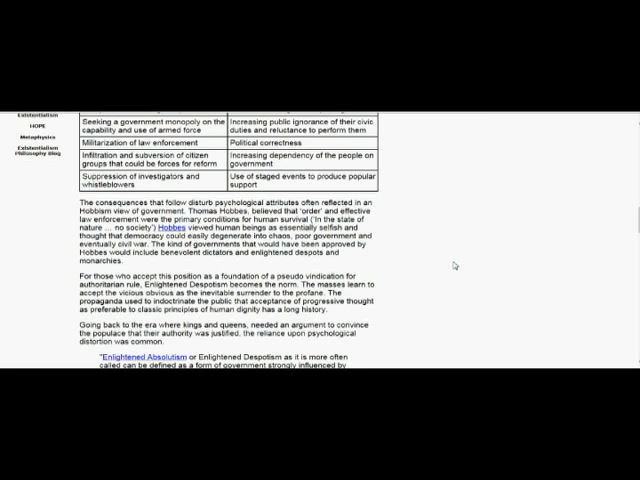 Existentialism
HOPE
Metaphysics
Existentialism
Philosophy Blog
Seeking a government monopoly on the
capability and use of armed force
Increasing public ignorance of their civic
duties and reluctance to perform them
Militarization of law enforcement
Political correctness
Infiltration and subversion of citizen
groups that could be forces for reform
Increasing dependency of the people on
government
Suppression of investigators and
whistleblowers
Use of staged events to produce popular
support
The consequences that follow disturb psychological attributes often reflected in an
Hobbism view of government. Thomas Hobbes, believed that 'order' and effective
law enforcement were the primary conditions for human survival ('In the state of
nature ... no society') Hobbes viewed human beings as essentially selfish and
thought that democracy could easily degenerate into chaos, poor government and
eventually civil war. The kind of governments that would have been approved by
Hobbes would include benevolent dictators and enlightened despots and
monarchies.
For those who accept this position as a foundation of a pseudo vindication for
authoritarian rule, Enlightened Despotism becomes the norm. The masses learn to
accept the vicious obvious as the inevitable surrender to the profane. The
propaganda used to indoctrinate the public that acceptance of progressive thought
as preferable to classic principles of human dignity has a long history.
Going back to the era where kings and queens, needed an argument to convince
the populace that their authority was justified, the reliance upon psychological
distortion was common.
"Enlightened Absolutism or Enlightened Despotism as it is more often
called can be defined as a form of government strongly influenced by